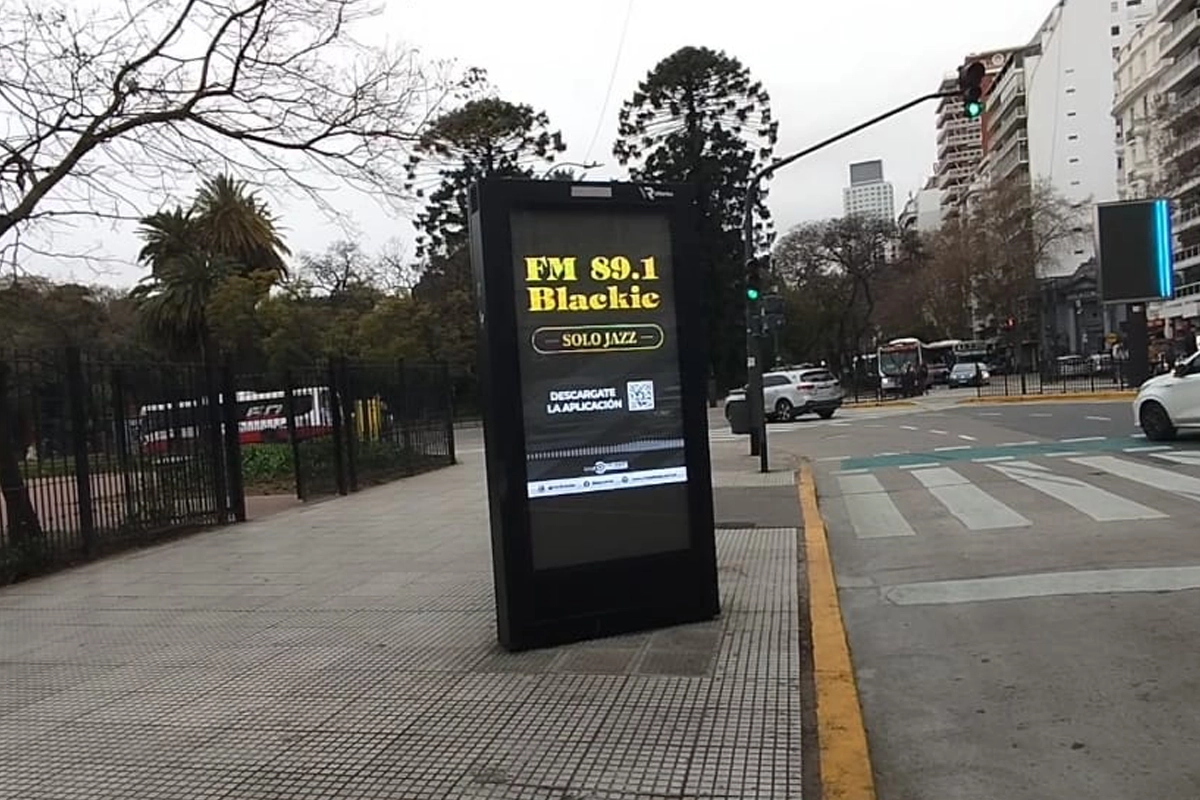 FM 89.1
Blackie
SOLO JAZZ
DESCARGATE
LA APLICACIÓN